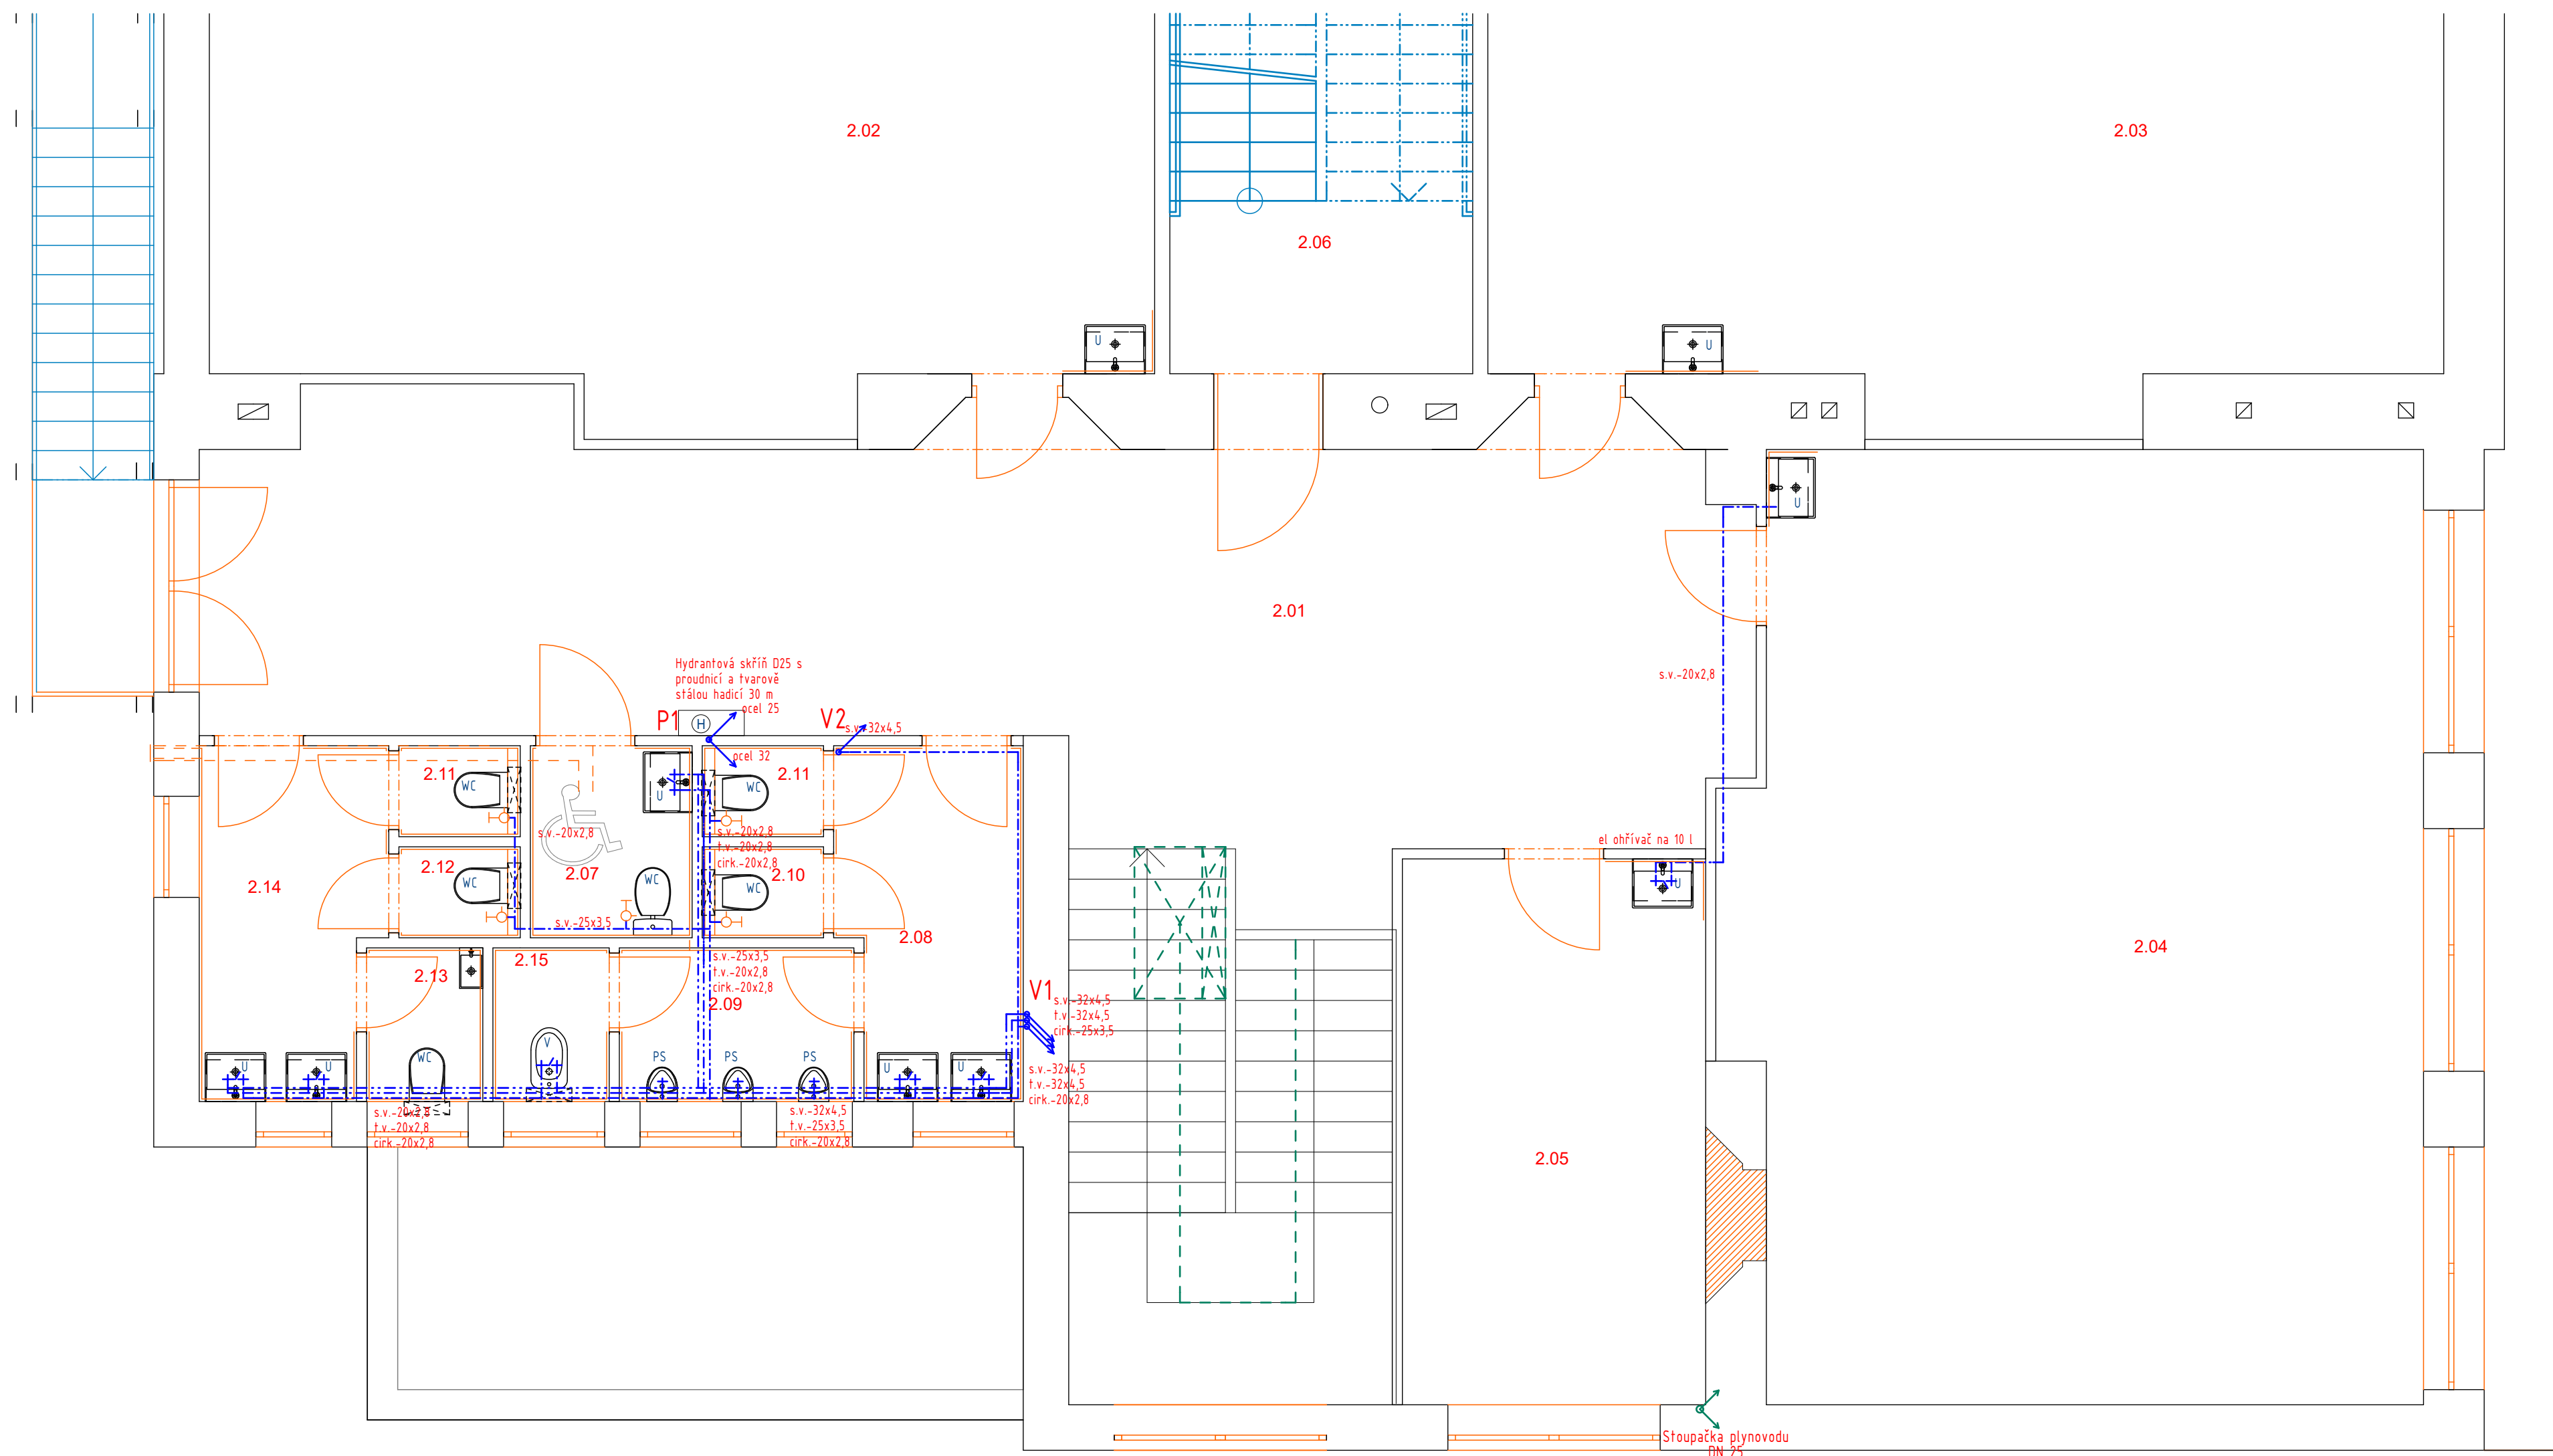 2.02
2.03
2.06
U
U
U
2.01
s.v.-20x2,8
Hydrantová skříň D25 s
proudnicí a tvarově
stálou hadicí 30 m
ocel 25
P1
H
V2
s.v.-32x4,5
ocel 32
2.11
WC
U
2.11
WC
s.v.-20x2,8
s.v.-20x2,8
t.v.-20x2,8
cirk.-20x2,8
el ohřívač na 10 l
U
2.12
WC
2.07
WC
2.10
WC
2.14
s.v.-25x3,5
2.08
2.04
2.13
2.15
s.v.-25x3,5
t.v.-20x2,8
cirk.-20x2,8
2.09
V1
s.v.-32x4,5
t.v.-32x4,5
cirk.-25x3,5
U
U
WC
V
PS
PS
PS
U
U
s.v.-32x4,5
t.v.-32x4,5
cirk.-20x2,8
s.v.-20x2,8
t.v.-20x2,8
cirk.-20x2,8
s.v.-32x4,5
t.v.-25x3,5
cirk.-20x2,8
2.05
Stoupačka plynovodu
DN 25